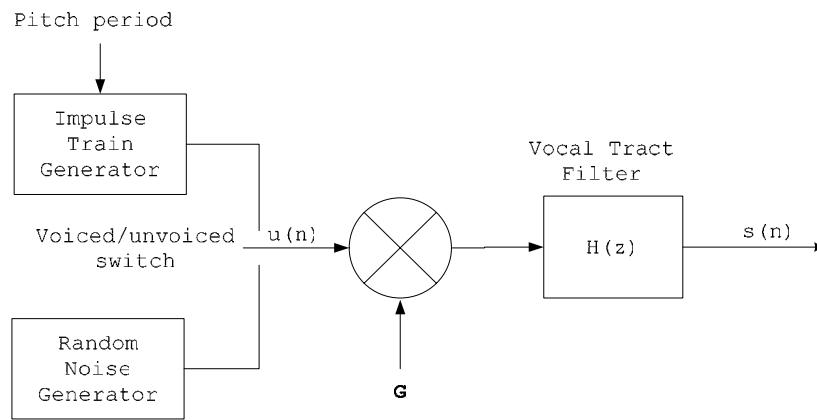 Pitch period
Impulse
Train
Generator
Vocal Tract
Filter
Voiced/unvoiced
switch
u(n)
H(z)
s(n)
Random
Noise
Generator
G